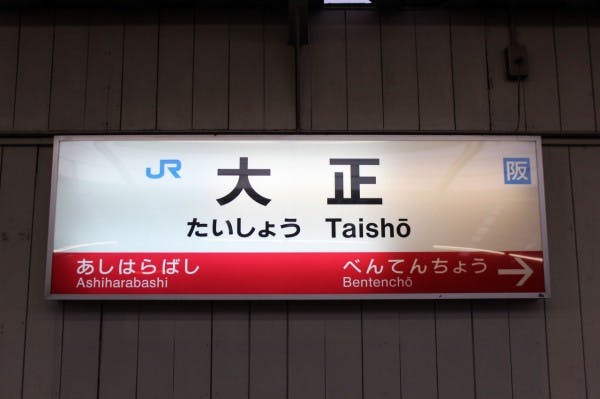 JR
大正
阪
たいしょう Taishō
あしはらばし べんてんちょう →
Ashiharabashi Bentenchō